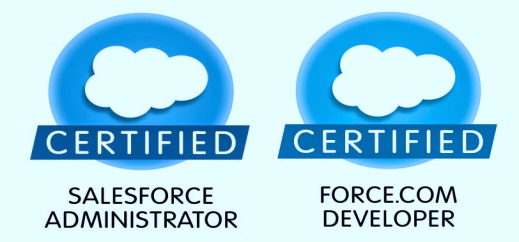 CERTIFIED
SALESFORCE
ADMINISTRATOR
CERTIFIED
FORCE.COM
DEVELOPER